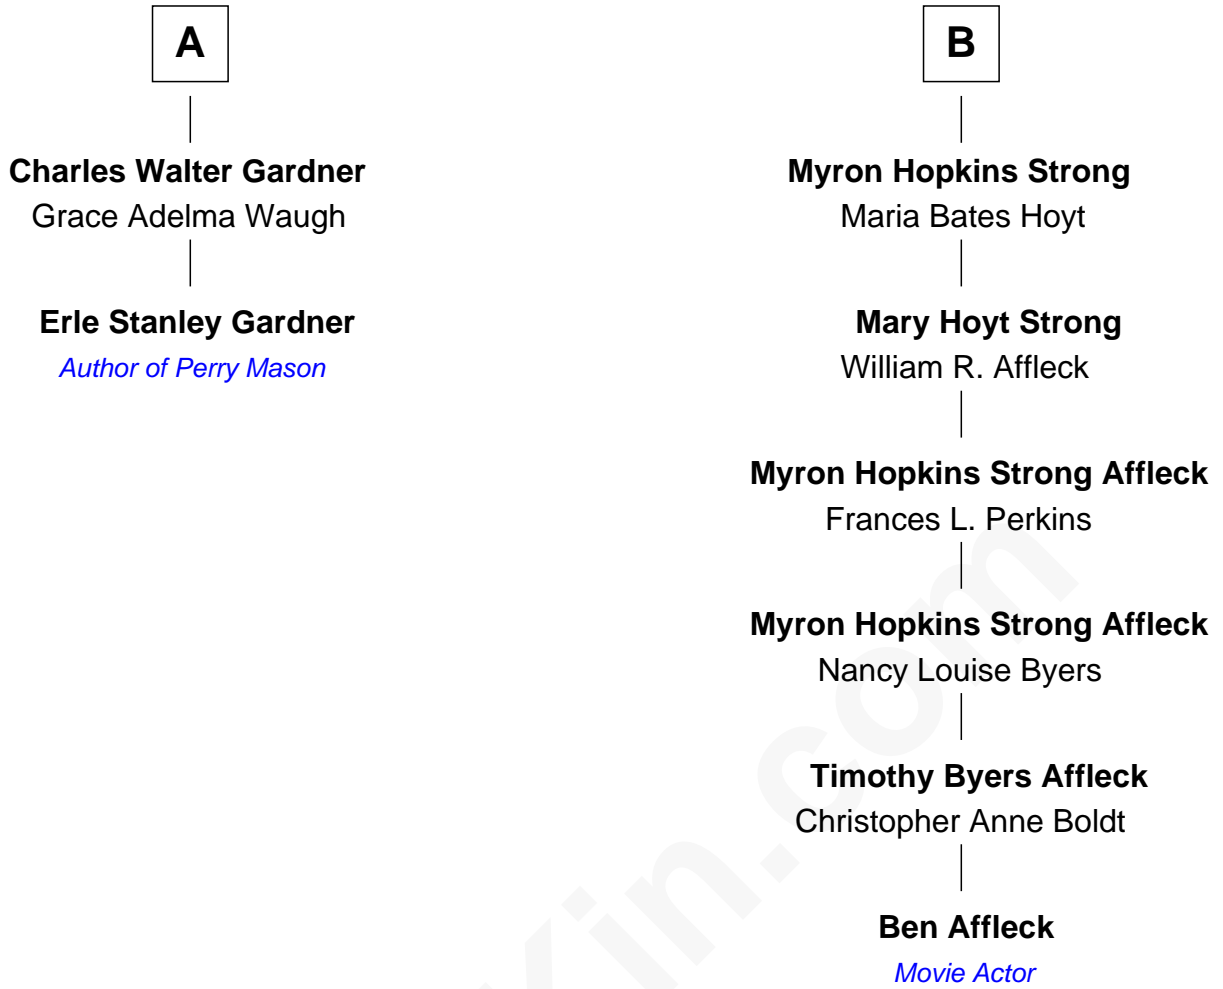 A
Charles Walter Gardner
Grace Adelma Waugh
Erle Stanley Gardner
Author of Perry Mason
B
Myron Hopkins Strong
Maria Bates Hoyt
Mary Hoyt Strong
William R. Affleck
Myron Hopkins Strong Affleck
Frances L. Perkins
Myron Hopkins Strong Affleck
Nancy Louise Byers
Timothy Byers Affleck
Christopher Anne Boldt
Ben Affleck
Movie Actor
kin.com